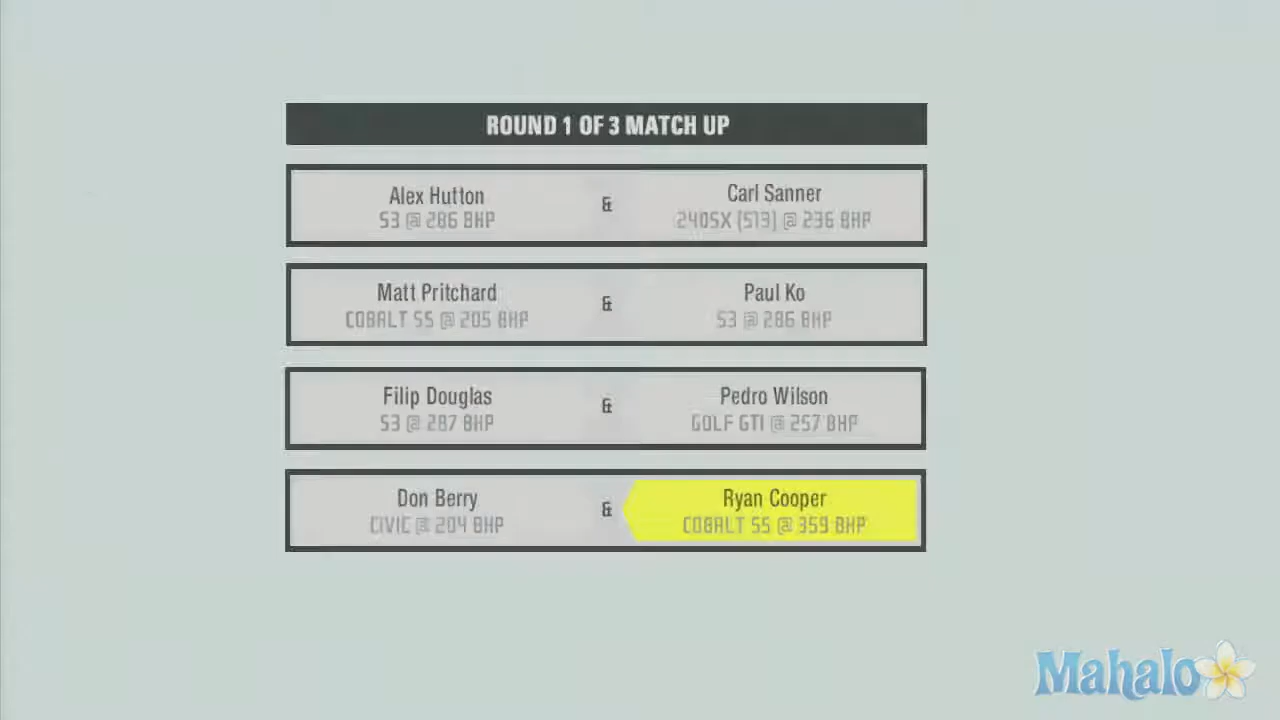 ROUND 1 OF 3 MATCH UP
Alex Hutton & Carl Sanner
S3 @ 286 BHP 240SX (S13) @ 236 BHP
Matt Pritchard & Paul Ko
COBALT SS @ 205 BHP S3 @ 286 BHP
Filip Douglas & Pedro Wilson
S3 @ 287 BHP GOLF GTI @ 257 BHP
Don Berry & Ryan Cooper
CIVIC @ 204 BHP COBALT SS @ 359 BHP
Mahalo